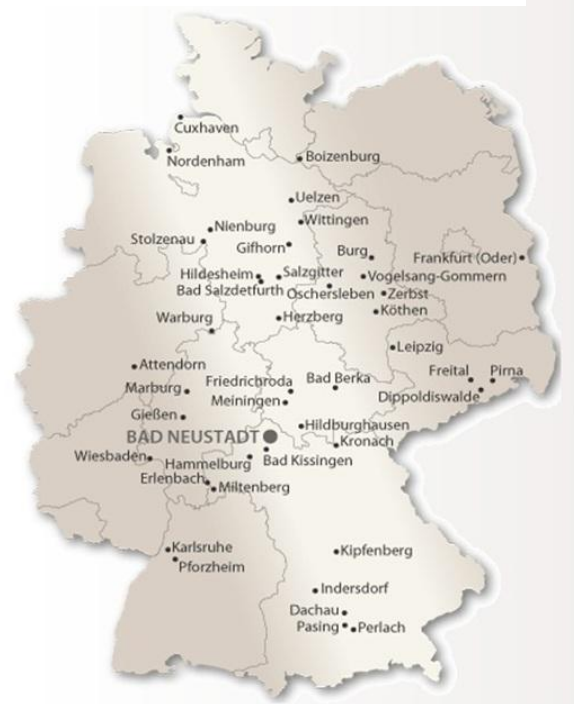 Cuxhaven
Nordenham
Boizenburg
Uelzen
Wittingen
Nienburg
Stolzenau
Gifhorn
Burg
Frankfurt (Oder)
Hildesheim
Salzgitter
Vogelsang-Gommern
Bad Salzdetfurth
Oschersleben
Zerbst
Köthen
Warburg
Herzberg
Leipzig
Attendorn
Freital
Pirna
Marburg
Friedrichroda
Bad Berka
Dippoldiswalde
Meiningen
Gießen
Hildburghausen
BAD NEUSTADT
Kronach
Wiesbaden
Hammelburg
Bad Kissingen
Erlenbach
Miltenberg
Karlsruhe
Kipfenberg
Pforzheim
Indersdorf
Dachau
Pasing
Perlach